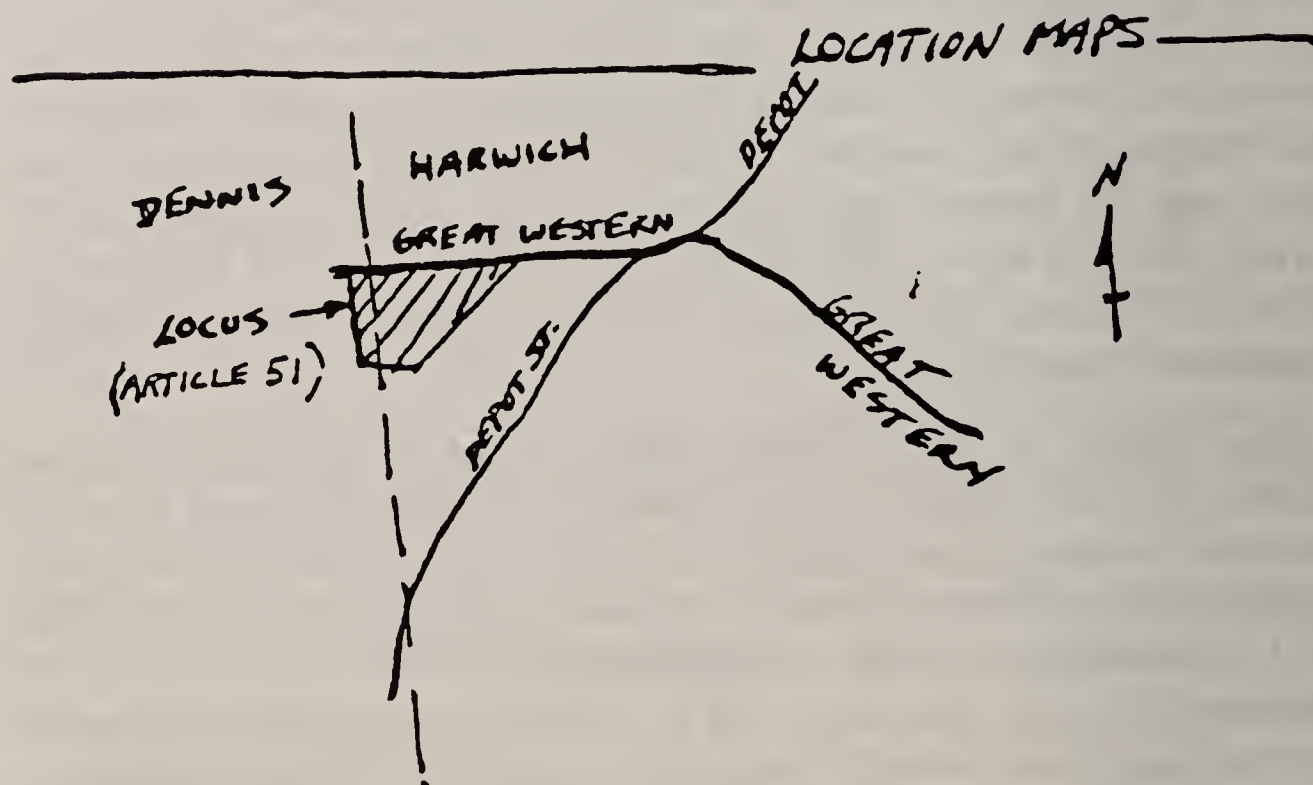 LOCATION MAPS
DEPOT
N
HARWICH
DENNIS
GREAT WESTERN
LOCUS
(ARTICLE 51)
DEPOT ST.
GREAT
WESTERN